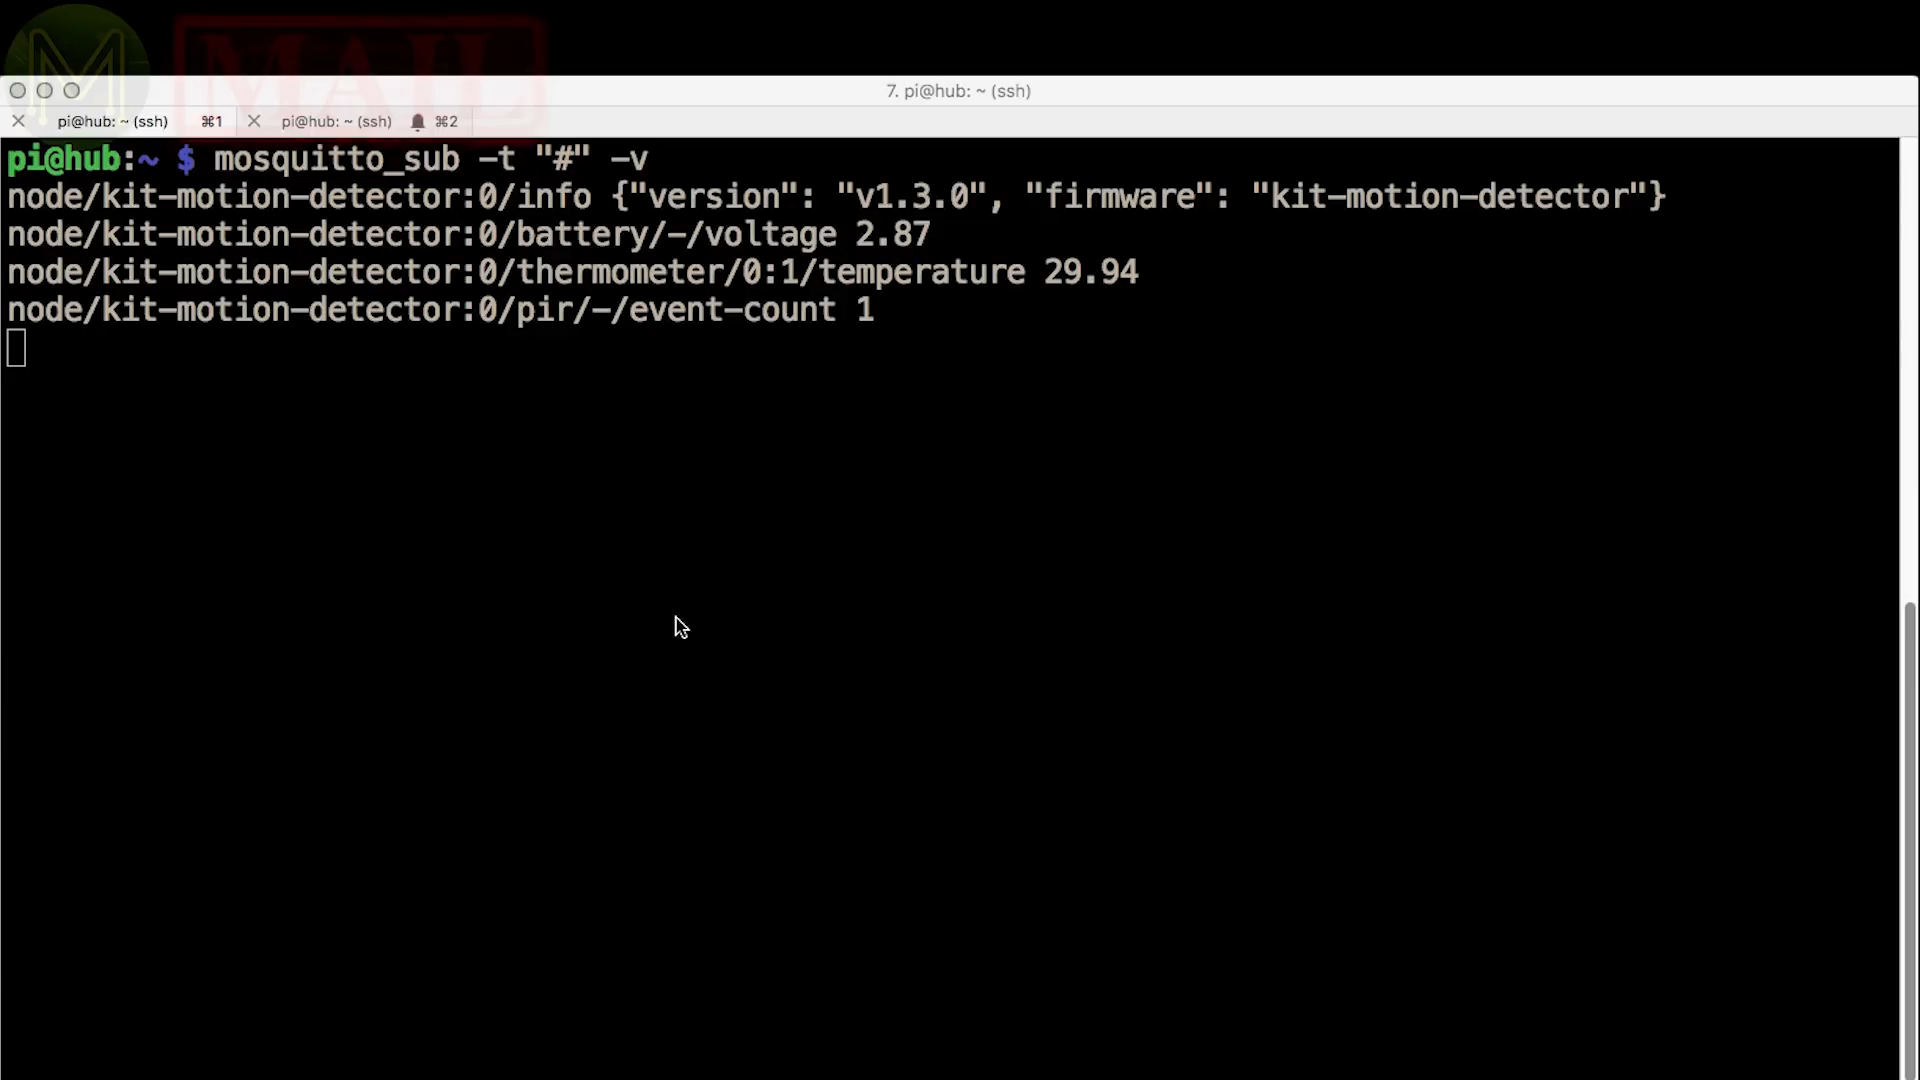 MAIL
7. pi@hub: ~ (ssh)
pi@hub: ~ (ssh) ⌘1 pi@hub: ~ (ssh) ⌘2
pi@hub:~ $ mosquitto_sub -t "#" -v
node/kit-motion-detector:0/info {"version": "v1.3.0", "firmware": "kit-motion-detector"}
node/kit-motion-detector:0/battery/-/voltage 2.87
node/kit-motion-detector:0/thermometer/0:1/temperature 29.94
node/kit-motion-detector:0/pir/-/event-count 1